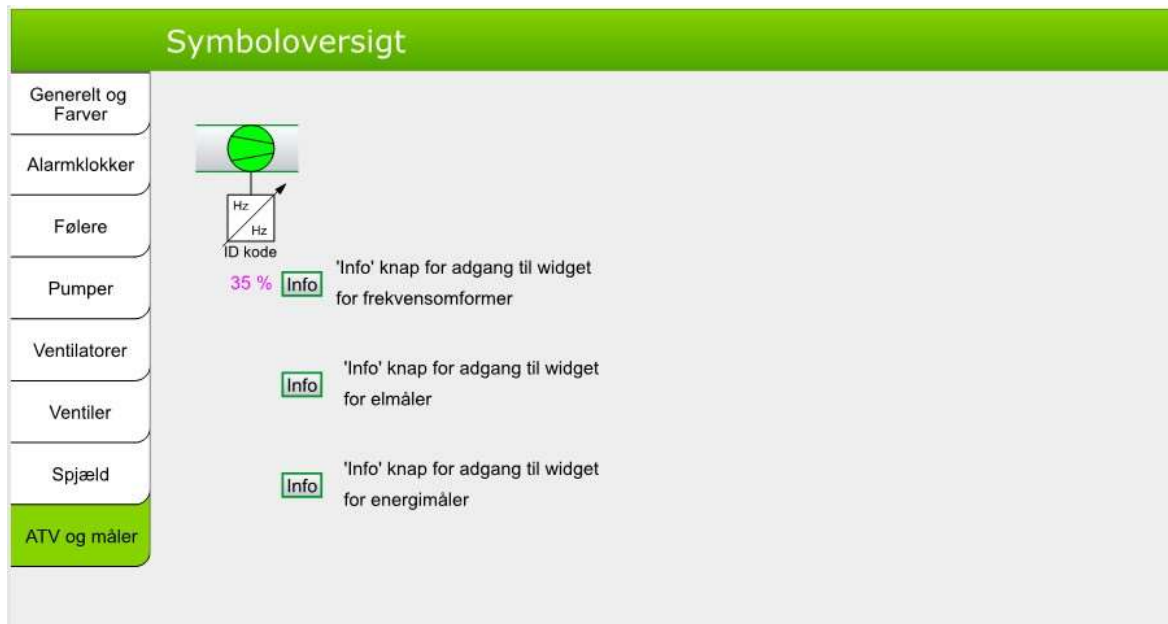 Symboloversigt
Generelt og
Farver
Alarmklokker
Følere
Pumper
Ventilatorer
Ventiler
Spjæld
ATV og måler
Hz
Hz
ID kode
35 %
Info
'Info' knap for adgang til widget
for frekvensomformer
Info
'Info' knap for adgang til widget
for elmåler
Info
'Info' knap for adgang til widget
for energimåler